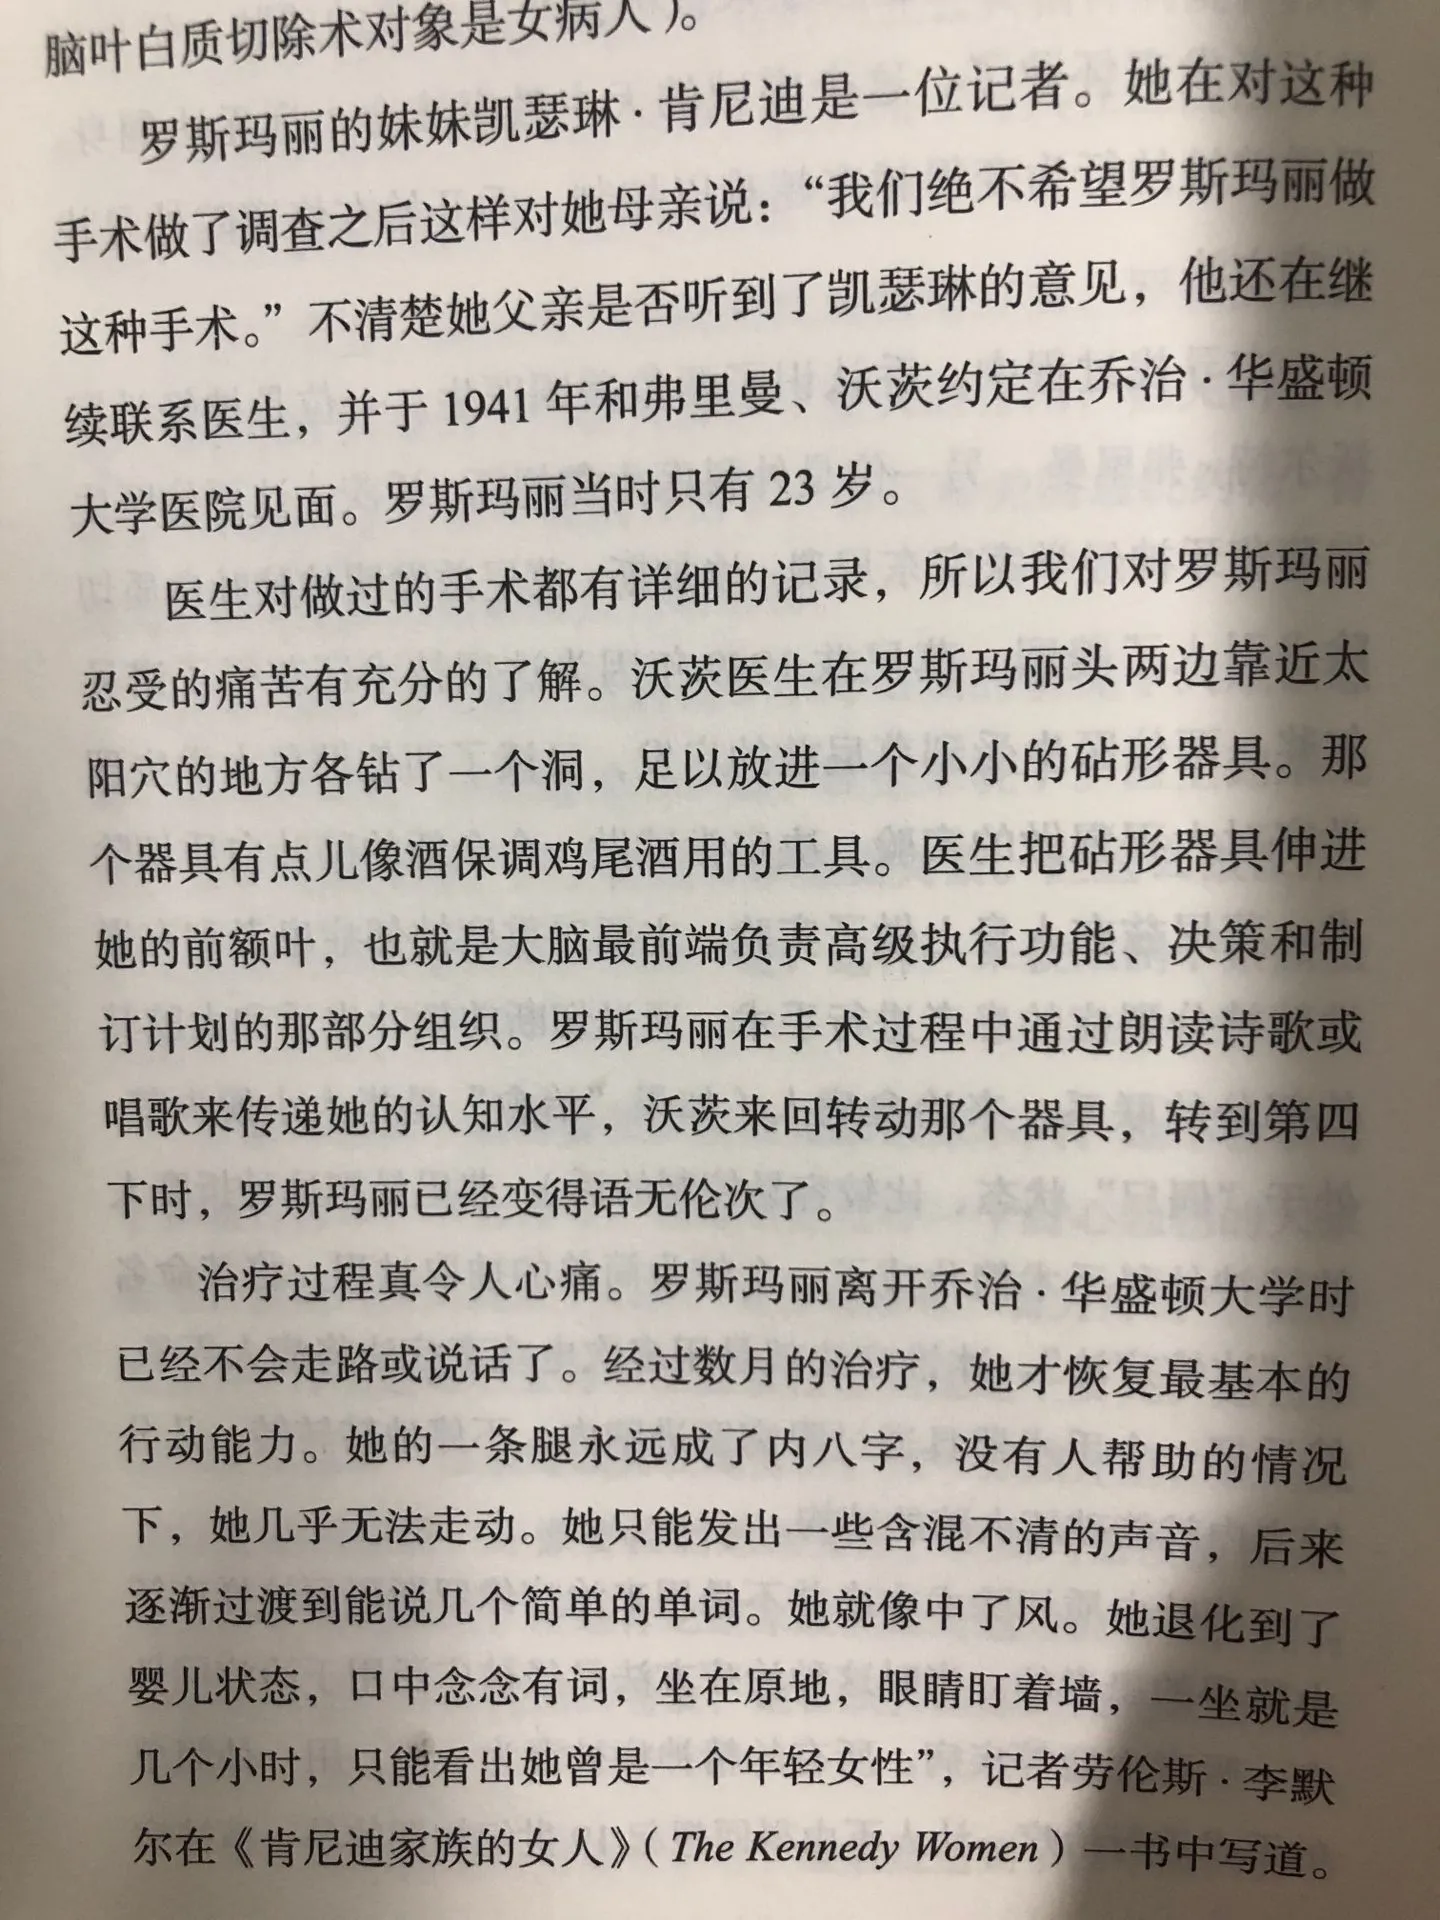 脑叶白质切除术对象是女病人）。
罗斯玛丽的妹妹凯瑟琳·肯尼迪是一位记者。她在对这种
手术做了调查之后这样对她母亲说：“我们绝不希望罗斯玛丽做
这种手术。”不清楚她父亲是否听到了凯瑟琳的意见，他还在继
续联系医生，并于 1941 年和弗里曼、沃茨约定在乔治·华盛顿
大学医院见面。罗斯玛丽当时只有 23 岁。
医生对做过的手术都有详细的记录，所以我们对罗斯玛丽
忍受的痛苦有充分的了解。沃茨医生在罗斯玛丽头两边靠近太
阳穴的地方各钻了一个洞，足以放进一个小小的砧形器具。那
个器具有点儿像酒保调鸡尾酒用的工具。医生把砧形器具伸进
她的前额叶，也就是大脑最前端负责高级执行功能、决策和制
订计划的那部分组织。罗斯玛丽在手术过程中通过朗读诗歌或
唱歌来传递她的认知水平，沃茨来回转动那个器具，转到第四
下时，罗斯玛丽已经变得语无伦次了。
治疗过程真令人心痛。罗斯玛丽离开乔治·华盛顿大学时
已经不会走路或说话了。经过数月的治疗，她才恢复最基本的
行动能力。她的一条腿永远成了内八字，没有人帮助的情况
下，她几乎无法走动。她只能发出一些含混不清的声音，后来
逐渐过渡到能说几个简单的单词。她就像中了风。她退化到了
婴儿状态，口中念念有词，坐在原地，眼睛盯着墙，一坐就是
几个小时，只能看出她曾是一个年轻女性”，记者劳伦斯·李默
尔在《肯尼迪家族的女人》（The Kennedy Women）一书中写道。